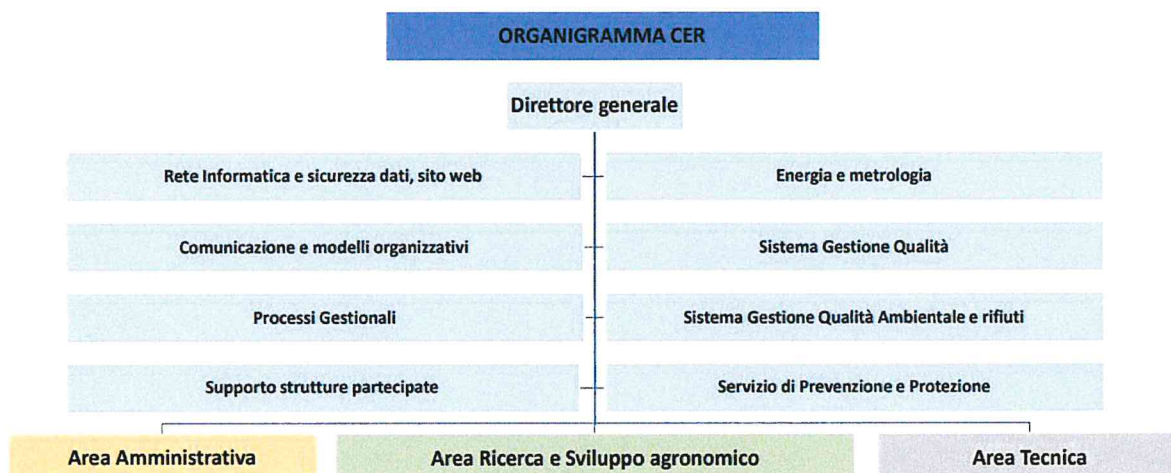 ORGANIGRAMMA CER
Direttore generale
Rete Informatica e sicurezza dati, sito web
Energia e metrologia
Comunicazione e modelli organizzativi
Sistema Gestione Qualità
Processi Gestionali
Sistema Gestione Qualità Ambientale e rifiuti
Supporto strutture partecipate
Servizio di Prevenzione e Protezione
Area Amministrativa
Area Ricerca e Sviluppo agronomico
Area Tecnica